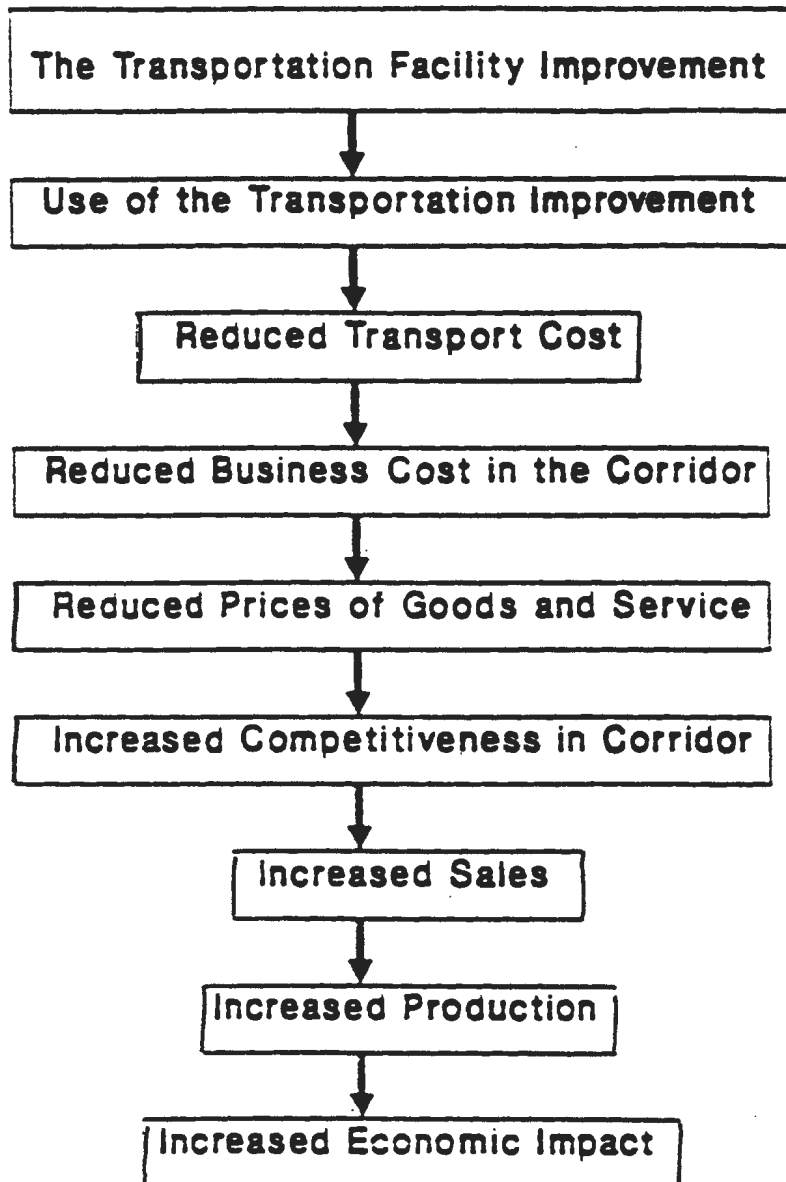 The Transportation Facility Improvement
Use of the Transportation Improvement
Reduced Transport Cost
Reduced Business Cost in the Corridor
Reduced Prices of Goods and Service
Increased Competitiveness in Corridor
Increased Sales
Increased Production
Increased Economic Impact